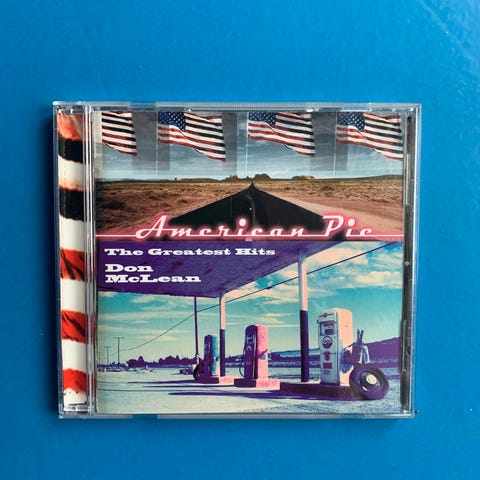 American Pie
The Greatest Hits
Don
McLean